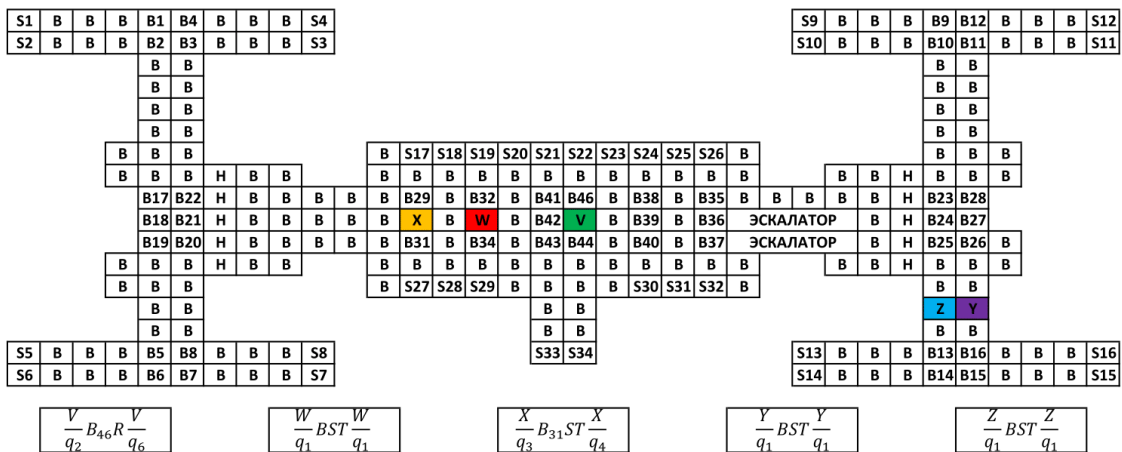 S1 B B B B1 B4 B B B S4 S9 B B B B9 B12 B B B S12
S2 B B B B2 B3 B B B S3 S10 B B B B10 B11 B B B S11
B B B B
B B B B
B B B B
B B B B
B B B B S17 S18 S19 S20 S21 S22 S23 S24 S25 S26 B B B B
B B B H B B B B B B B B B B B B B B B B H B B B
B17 B22 H B B B B B B29 B B32 B B41 B46 B B38 B B35 B B B B B H B23 B28
B18 B21 H B B B B B X B W B B42 V B B39 B B36 ЭСКАЛАТОР B H B24 B27
B19 B20 H B B B B B B31 B B34 B B43 B44 B B40 B B37 ЭСКАЛАТОР B H B25 B26 B
B B B H B B B B B B B B B B B B B B B B H B B B
B B B B S27 S28 S29 B B B B S30 S31 S32 B B B
B B B B Z Y
B B B B B B
S5 B B B B5 B8 B B B S8 S33 S34 S13 B B B B13 B16 B B B S16
S6 B B B B6 B7 B B B S7 S14 B B B B14 B15 B B B S15
V/q₂ B₄₆R V/q₆
W/q₁ BST W/q₁
X/q₃ B₃₁ST X/q₄
Y/q₁ BST Y/q₁
Z/q₁ BST Z/q₁